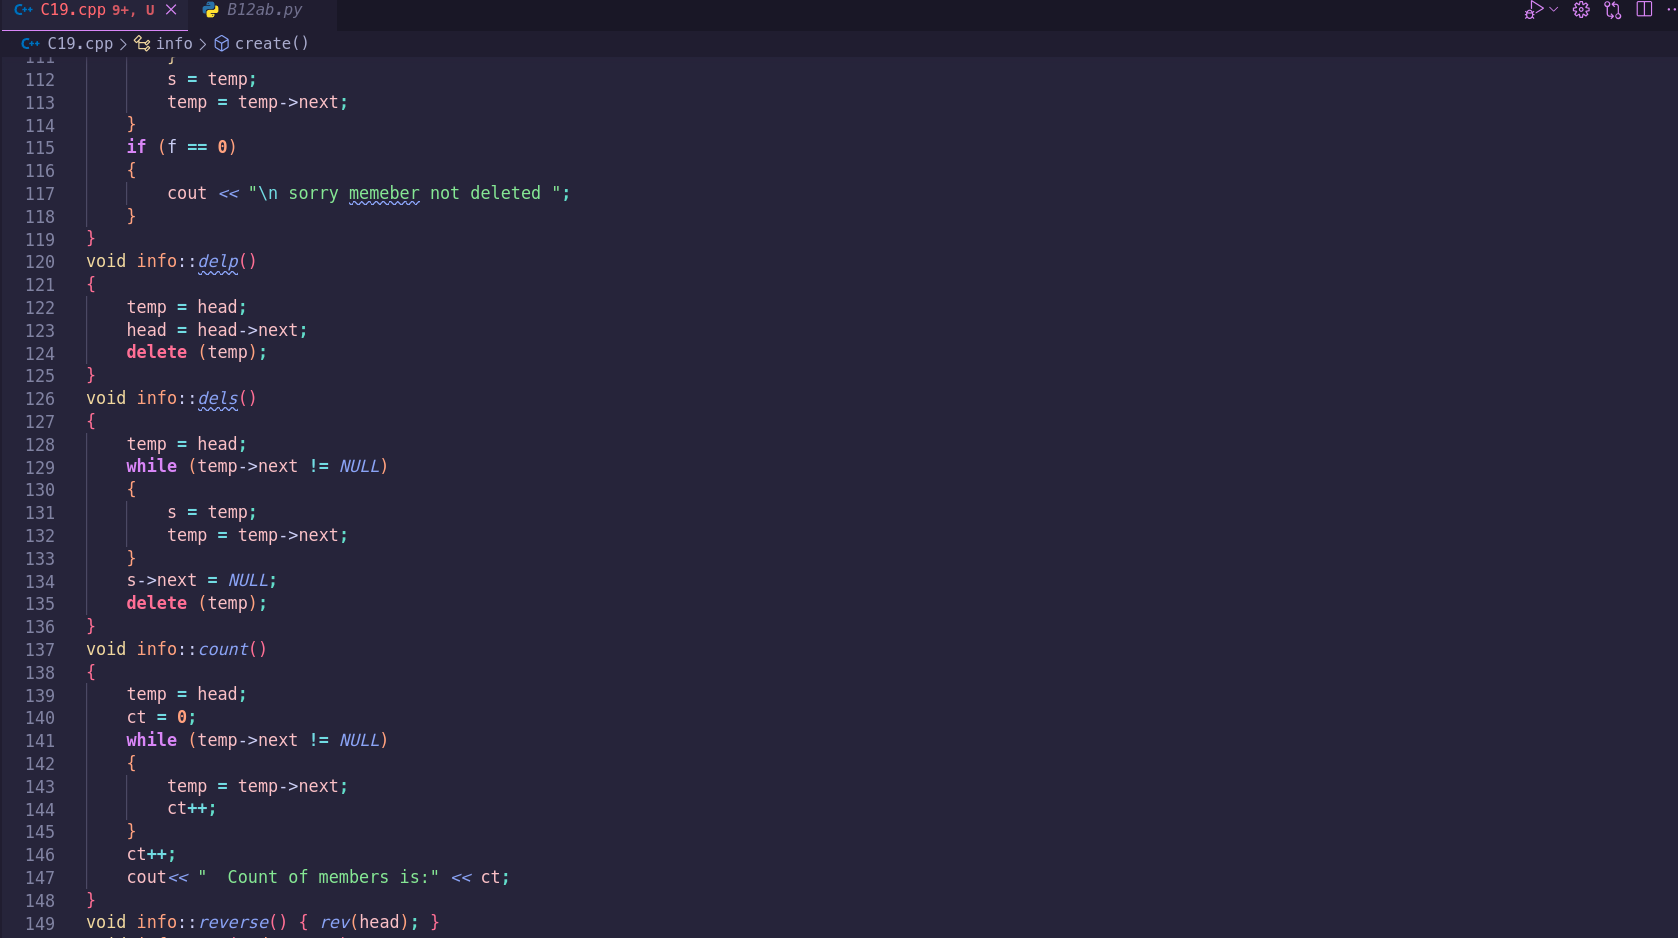 C++ C19.cpp 9+, U × B12ab.py
C++ C19.cpp > info > create()
111 }
112 s = temp;
113 temp = temp->next;
114 }
115 if (f == 0)
116 {
117 cout << "\n sorry memeber not deleted ";
118 }
119 }
120 void info::delp()
121 {
122 temp = head;
123 head = head->next;
124 delete (temp);
125 }
126 void info::dels()
127 {
128 temp = head;
129 while (temp->next != NULL)
130 {
131 s = temp;
132 temp = temp->next;
133 }
134 s->next = NULL;
135 delete (temp);
136 }
137 void info::count()
138 {
139 temp = head;
140 ct = 0;
141 while (temp->next != NULL)
142 {
143 temp = temp->next;
144 ct++;
145 }
146 ct++;
147 cout<< "  Count of members is:" << ct;
148 }
149 void info::reverse() { rev(head); }